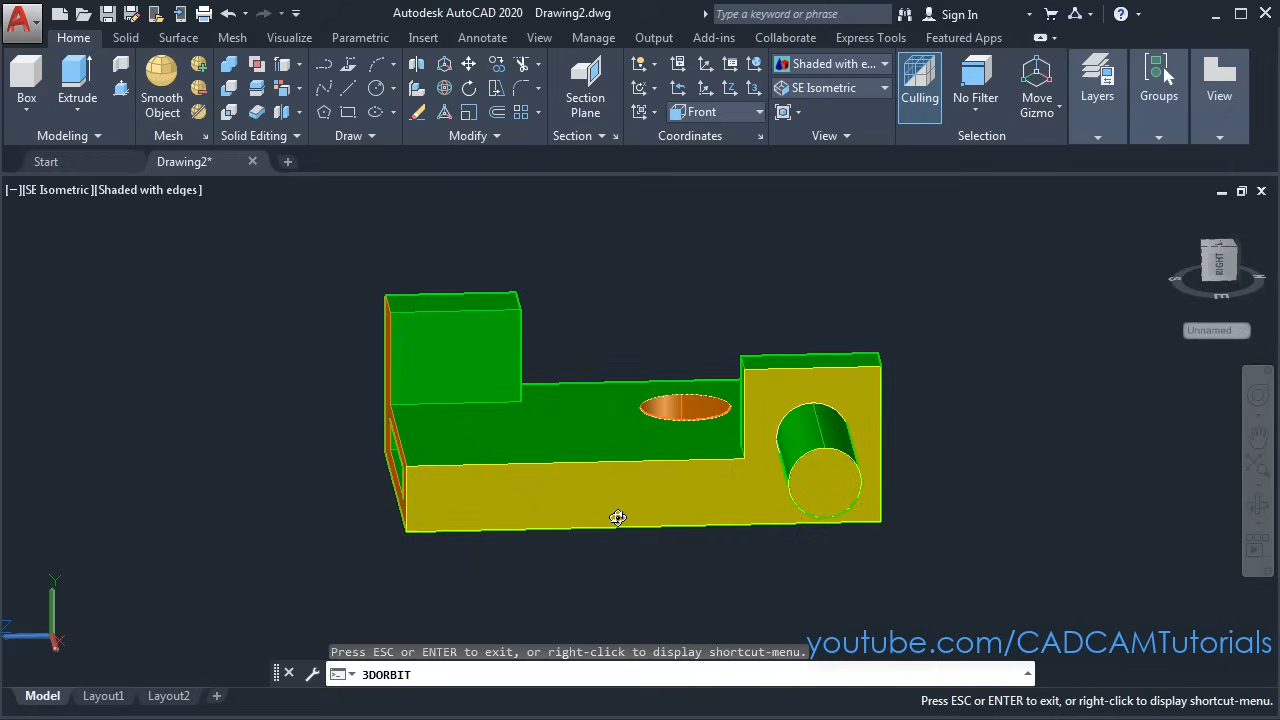 Autodesk AutoCAD 2020 Drawing2.dwg
Type a keyword or phrase
Sign In
Home Solid Surface Mesh Visualize Parametric Insert Annotate View Manage Output Add-ins Collaborate Express Tools Featured Apps
Box
Extrude
Smooth
Object
Section
Plane
Shaded with e...
SE Isometric
Front
Culling
No Filter
Move
Gizmo
Layers
Groups
View
Modeling
Mesh
Solid Editing
Draw
Modify
Section
Coordinates
View
Selection
Start
Drawing2*
[−][SE Isometric][Shaded with edges]
RIGHT
S
E
N
Unnamed
Y
Z
X
Press ESC or ENTER to exit, or right-click to display shortcut-menu.
youtube.com/CADCAMTutorials
3DORBIT
Model
Layout1
Layout2
Press ESC or ENTER to exit, or right-click to display shortcut-menu.